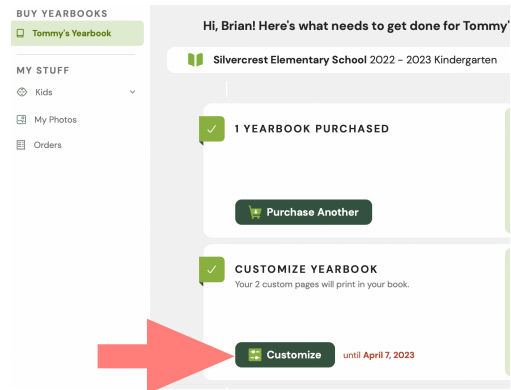 BUY YEARBOOKS
Tommy's Yearbook
MY STUFF
Kids
My Photos
Orders
Hi, Brian! Here's what needs to get done for Tommy'
Silvercrest Elementary School 2022 - 2023 Kindergarten
1 YEARBOOK PURCHASED
Purchase Another
CUSTOMIZE YEARBOOK
Your 2 custom pages will print in your book.
Customize until April 7, 2023